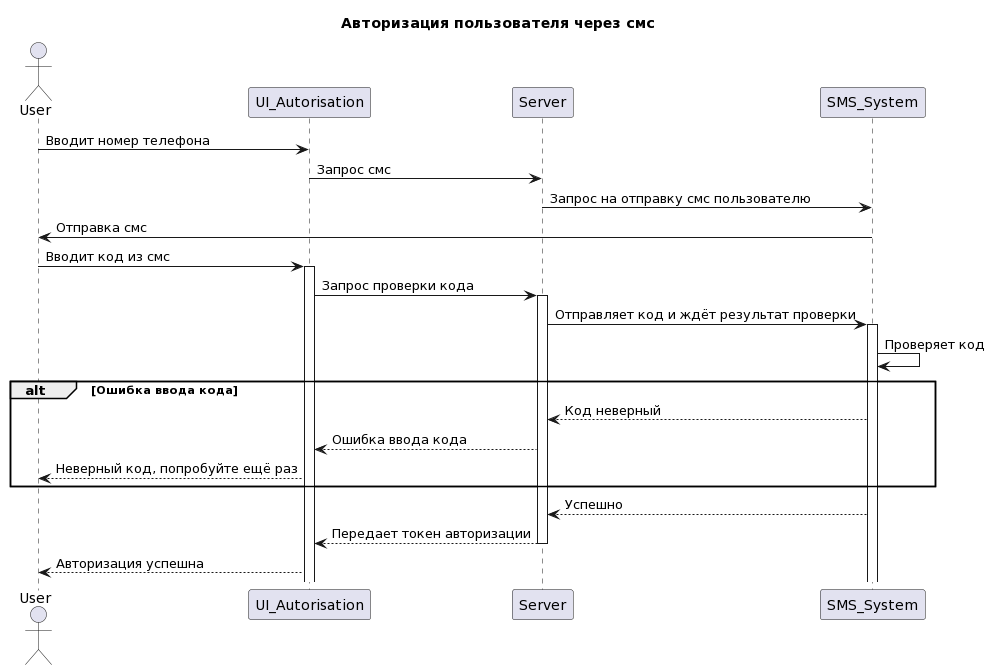 Авторизация пользователя через смс
User
UI_Autorisation
Server
SMS_System
Вводит номер телефона
Запрос смс
Запрос на отправку смс пользователю
Отправка смс
Вводит код из смс
Запрос проверки кода
Отправляет код и ждёт результат проверки
Проверяет код
alt [Ошибка ввода кода]
Код неверный
Ошибка ввода кода
Неверный код, попробуйте ещё раз
Успешно
Передает токен авторизации
Авторизация успешна
User
UI_Autorisation
Server
SMS_System